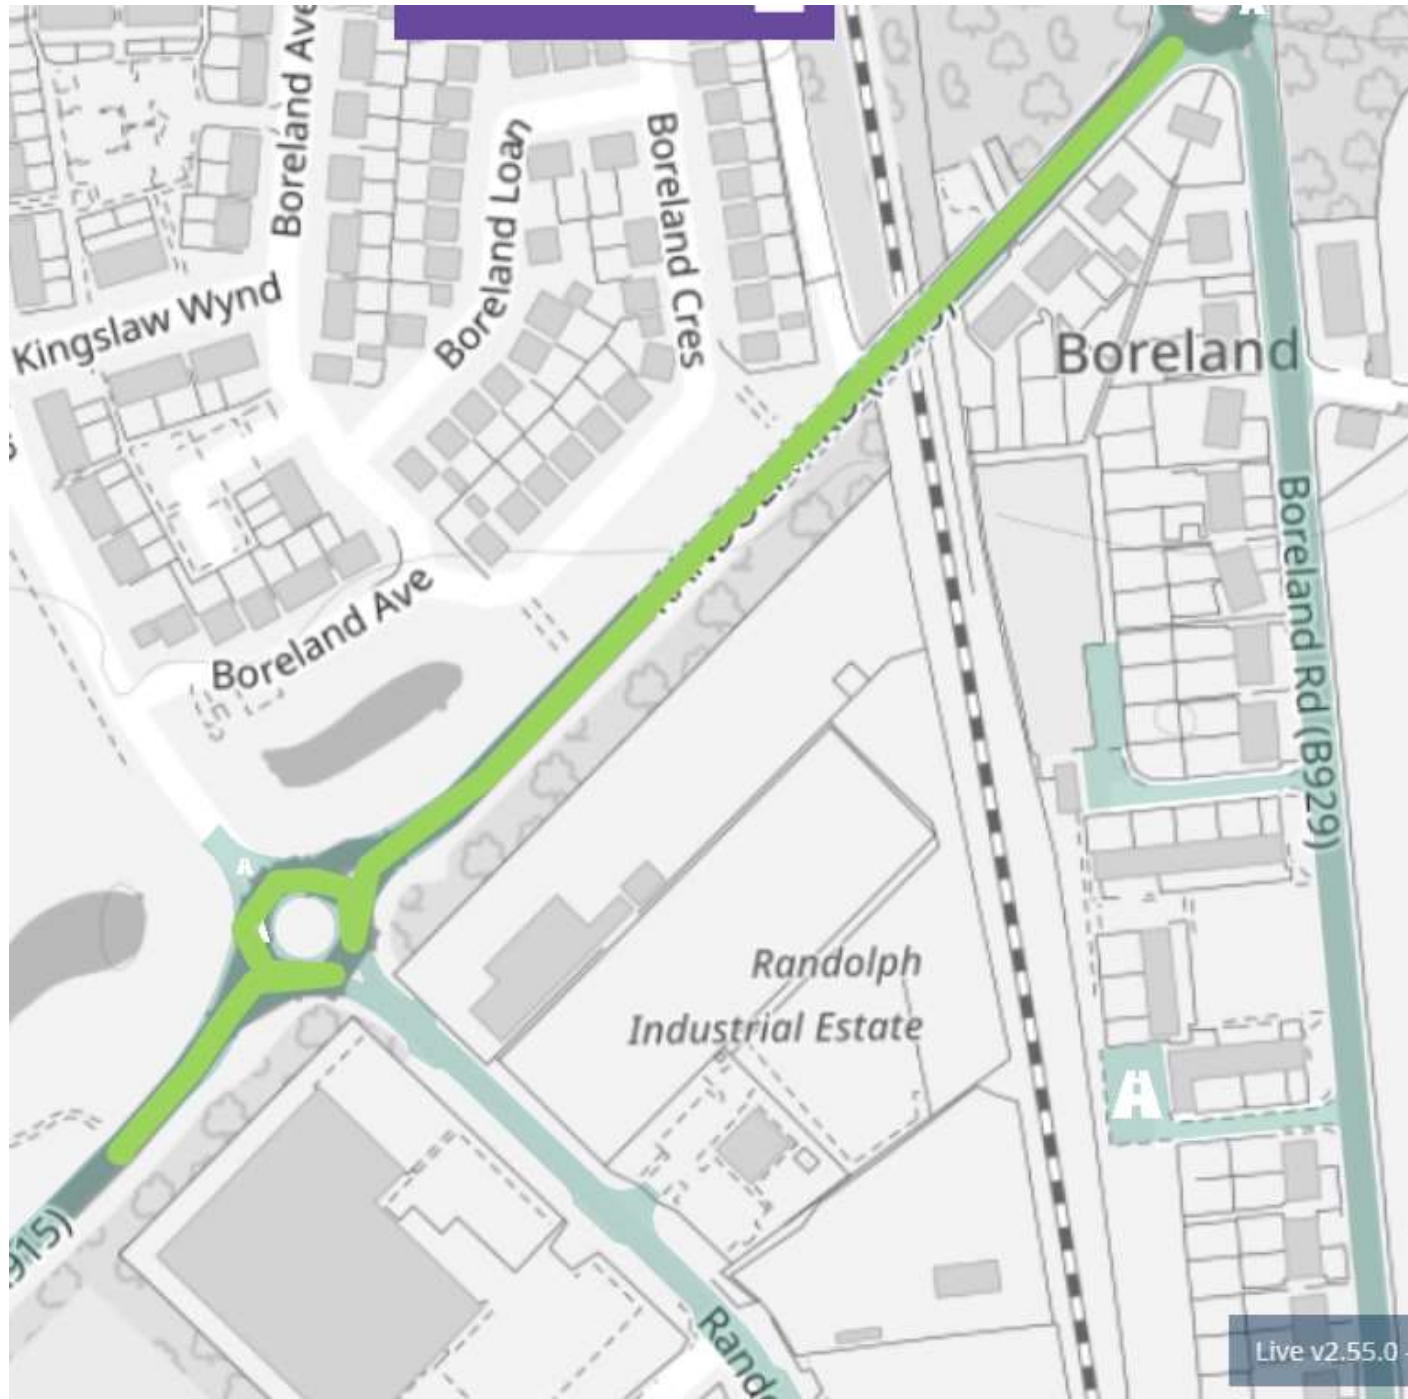 Boreland Ave
Boreland Loan
Boreland Cres
Kingslaw Wynd
Boreland
Boreland Rd (B929)
Boreland Ave
Randolph
Industrial Estate
915)
Live v2.55.0 -